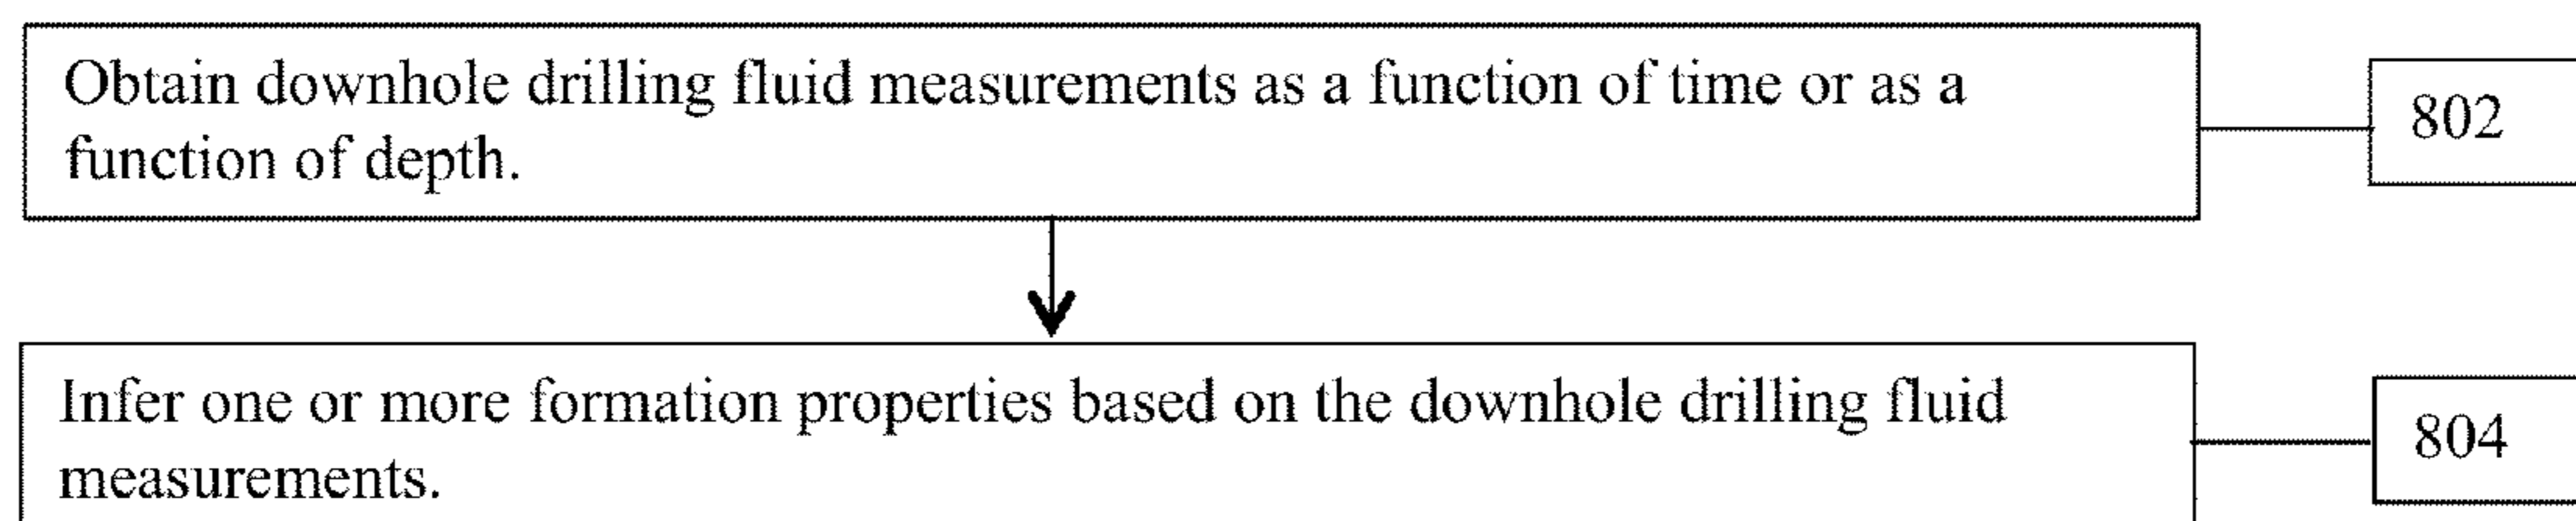 Obtain downhole drilling fluid measurements as a function of time or as a
function of depth.
802
Infer one or more formation properties based on the downhole drilling fluid
measurements.
804